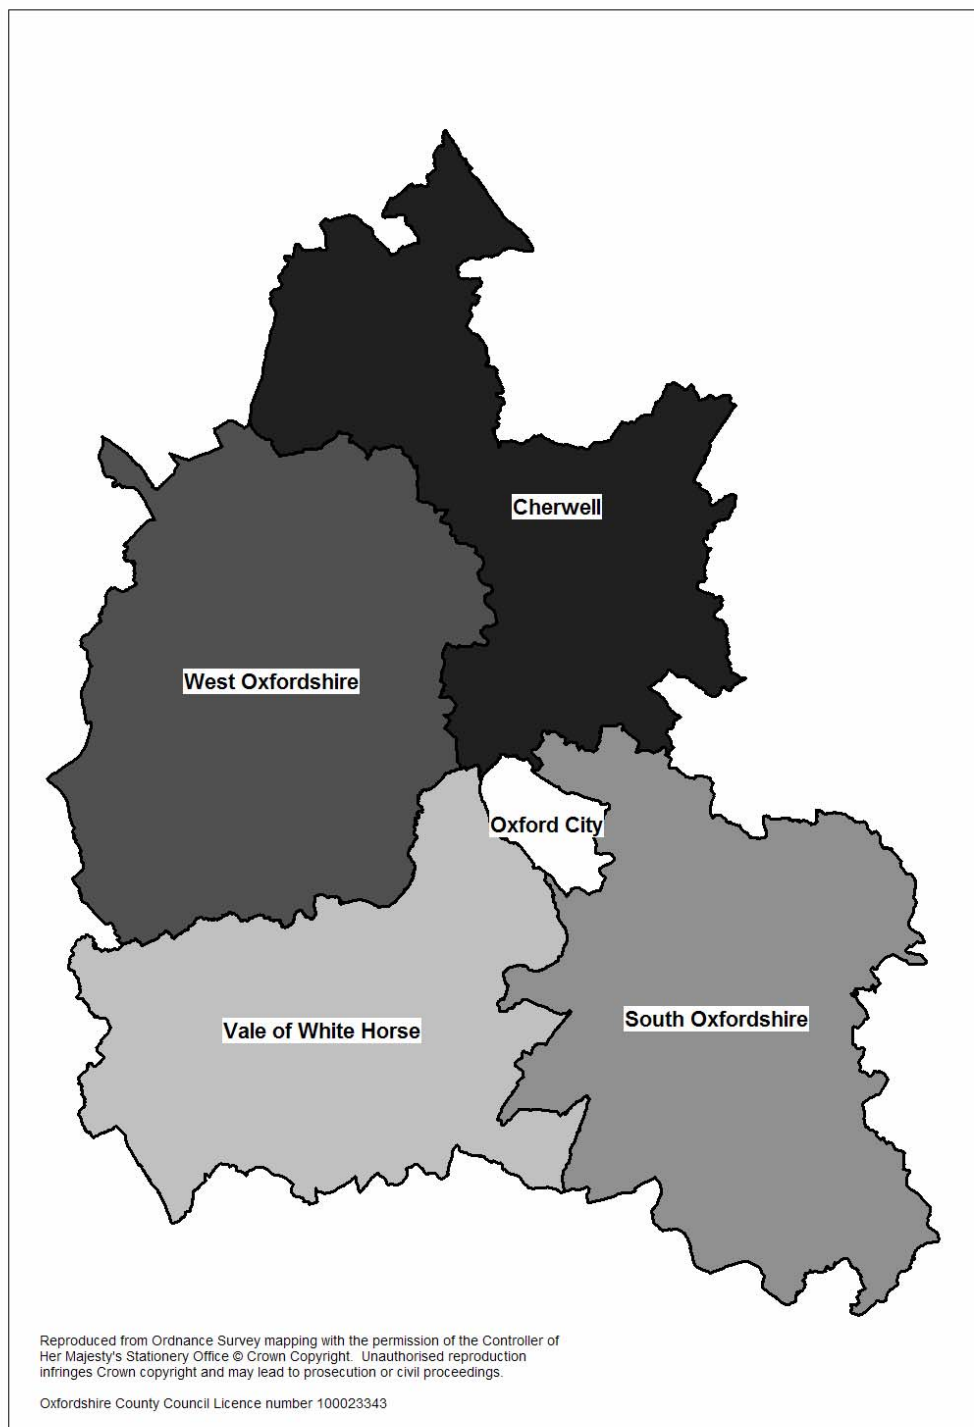 Cherwell
West Oxfordshire
Oxford City
South Oxfordshire
Vale of White Horse
Reproduced from Ordnance Survey mapping with the permission of the Controller of
Her Majesty's Stationery Office © Crown Copyright.  Unauthorised reproduction
infringes Crown copyright and may lead to prosecution or civil proceedings.
Oxfordshire County Council Licence number 100023343